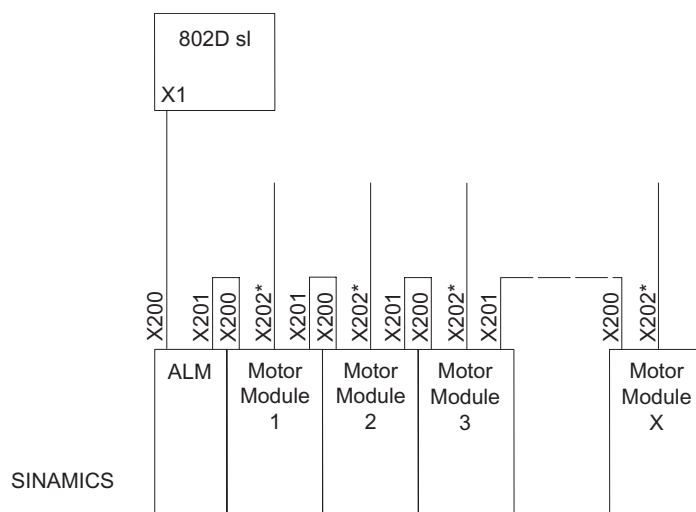 802D sl
X1
X200
X201
X200
X202*
X201
X200
X202*
X201
X200
X202*
X201
X200
X202*
ALM
Motor
Module
1
Motor
Module
2
Motor
Module
3
Motor
Module
X
SINAMICS